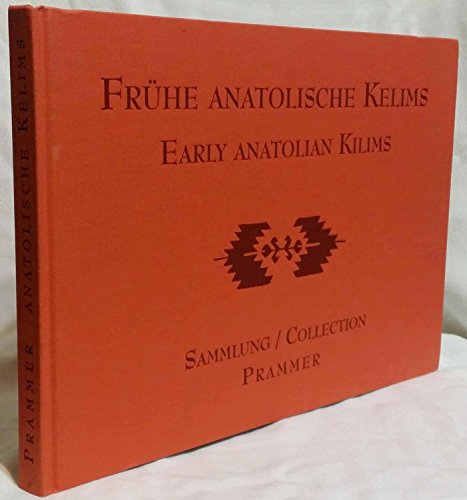 FRÜHE ANATOLISCHE KELIMS
EARLY ANATOLIAN KILIMS
SAMMLUNG / COLLECTION
PRAMMER
PRAMMER ANATOLISCHE KELIMS